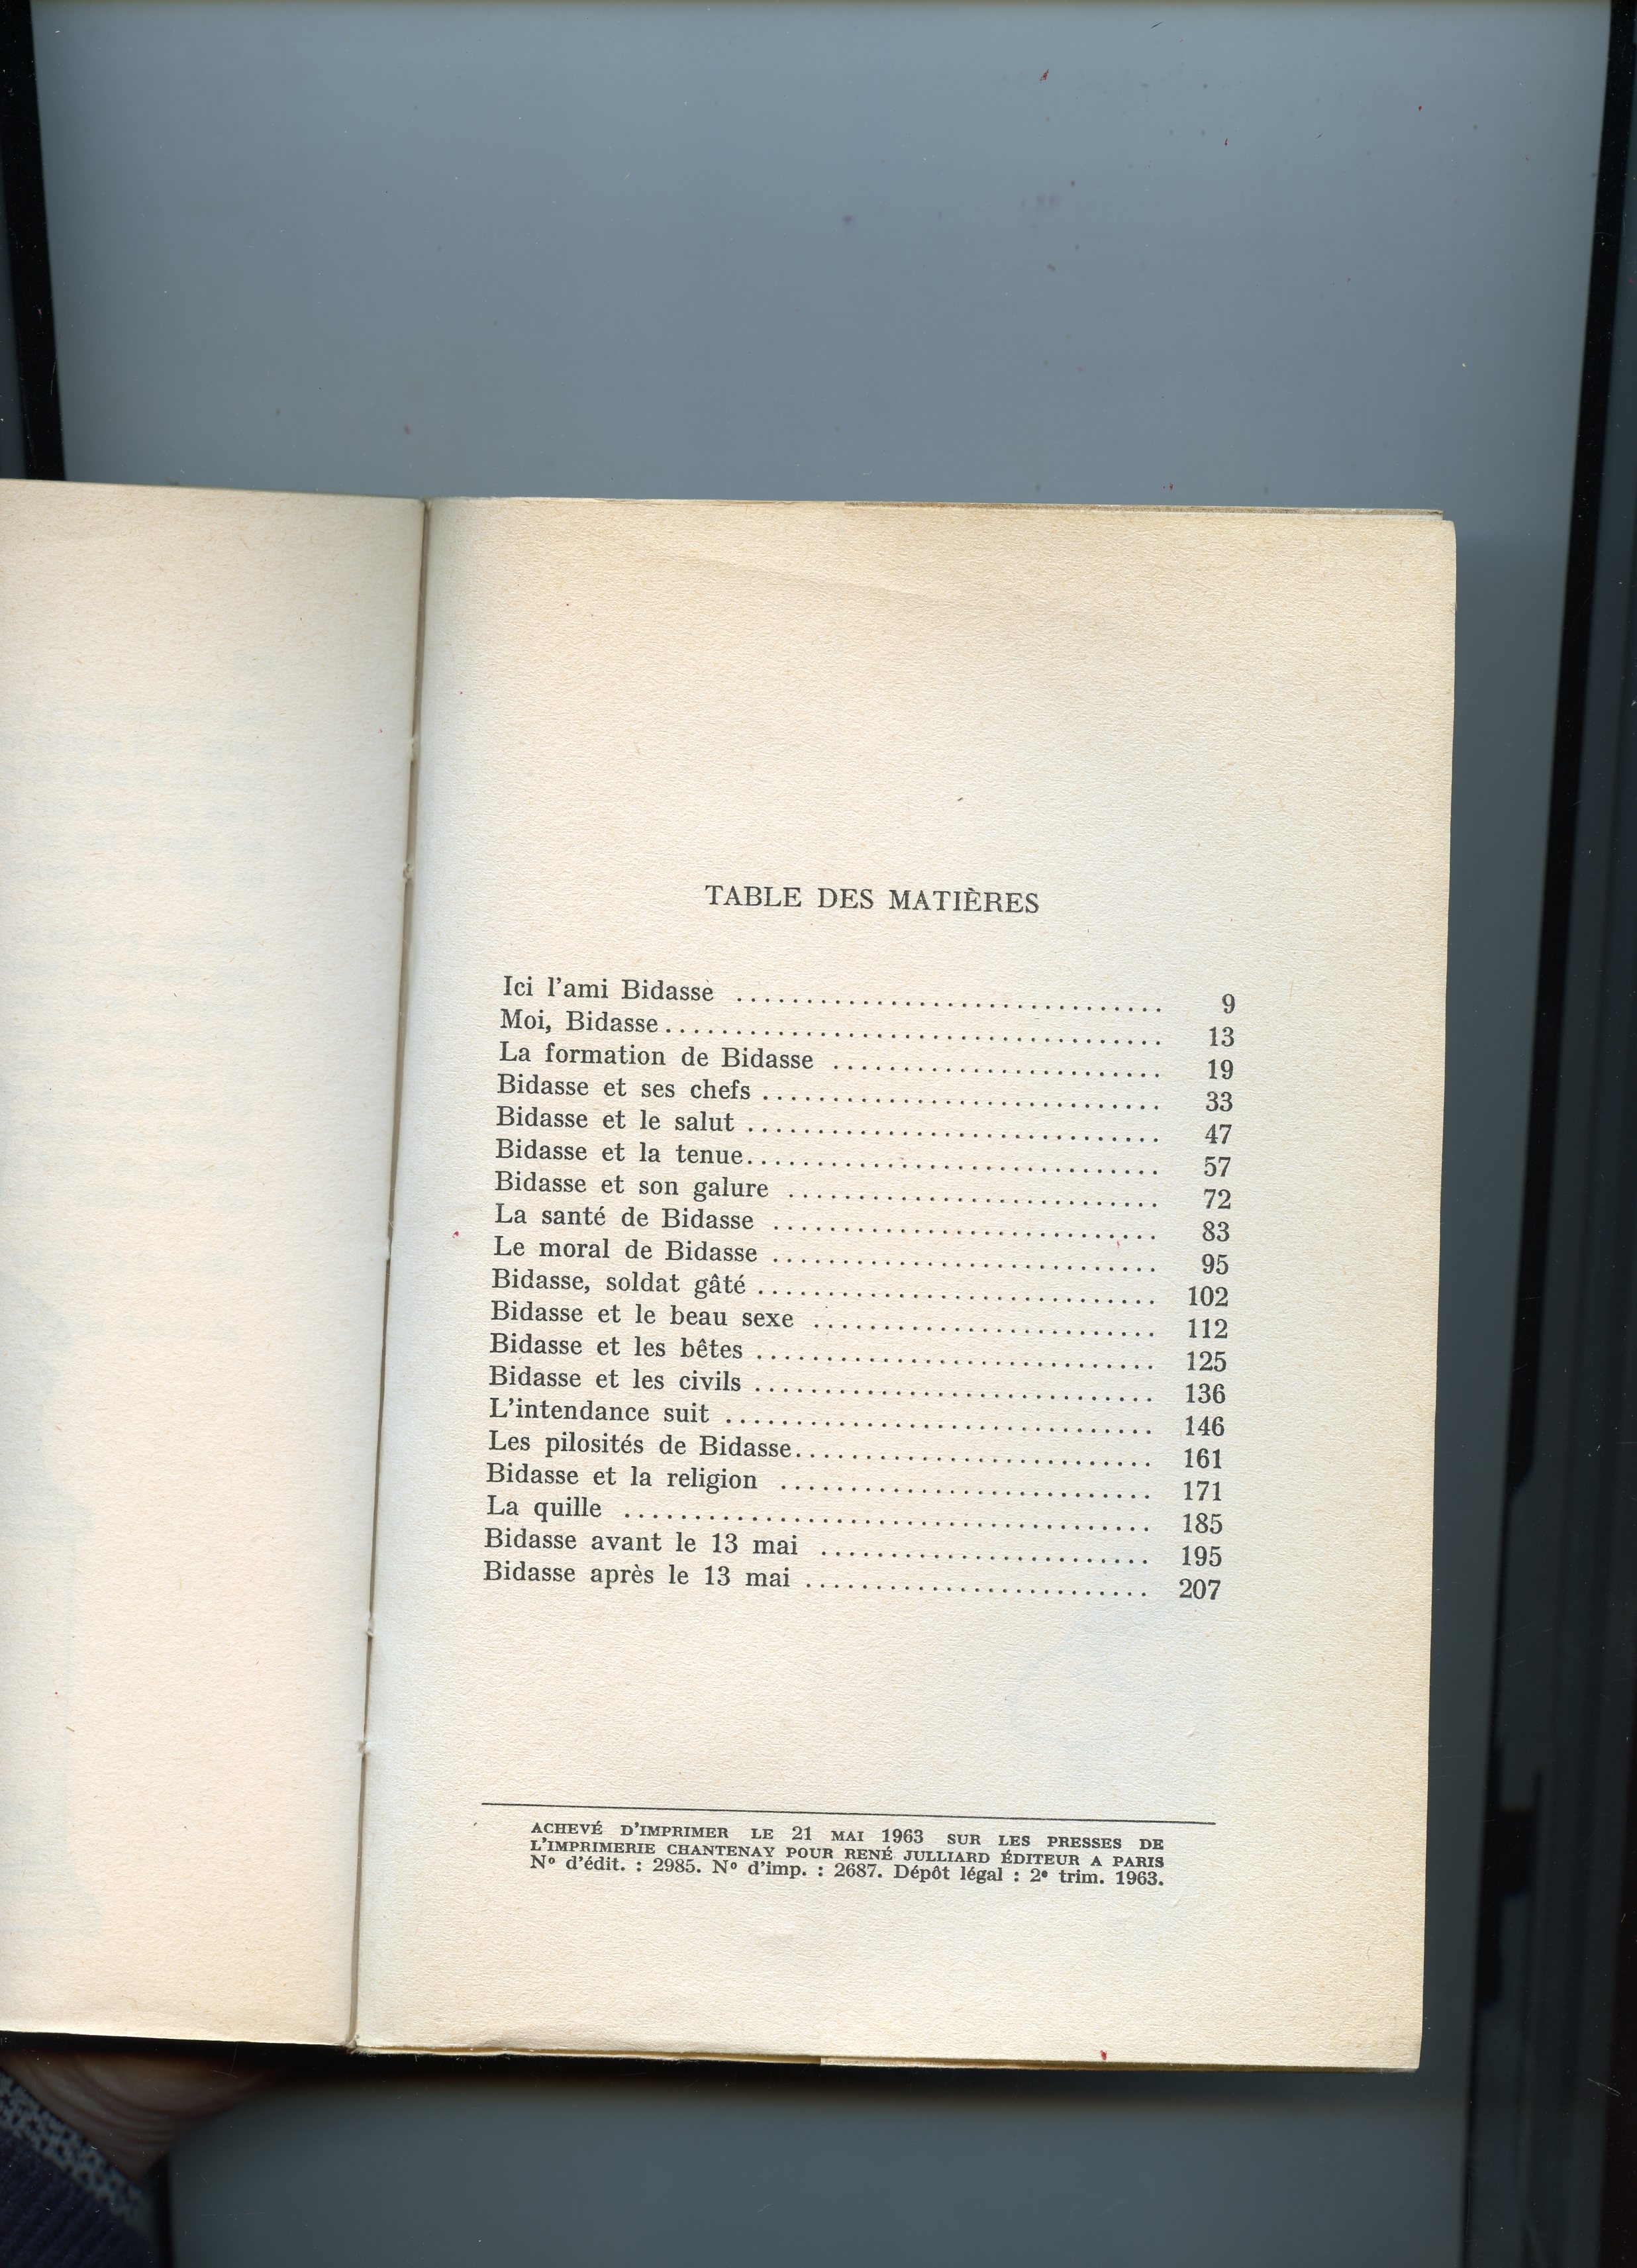 TABLE DES MATIÈRES
Ici l'ami Bidasse ................................ 9
Moi, Bidasse.................................... 13
La formation de Bidasse ........................ 19
Bidasse et ses chefs ............................. 33
Bidasse et le salut .............................. 47
Bidasse et la tenue.............................. 57
Bidasse et son galure ........................... 72
La santé de Bidasse ............................ 83
Le moral de Bidasse ............................ 95
Bidasse, soldat gâté ............................. 102
Bidasse et le beau sexe ......................... 112
Bidasse et les bêtes ............................. 125
Bidasse et les civils ............................. 136
L'intendance suit ............................... 146
Les pilosités de Bidasse.......................... 161
Bidasse et la religion ........................... 171
La quille ...................................... 185
Bidasse avant le 13 mai ........................ 195
Bidasse après le 13 mai ......................... 207
ACHEVÉ D'IMPRIMER LE 21 MAI 1963 SUR LES PRESSES DE
L'IMPRIMERIE CHANTENAY POUR RENÉ JULLIARD ÉDITEUR A PARIS
Nº d'édit. : 2985. Nº d'imp. : 2687. Dépôt légal : 2e trim. 1963.